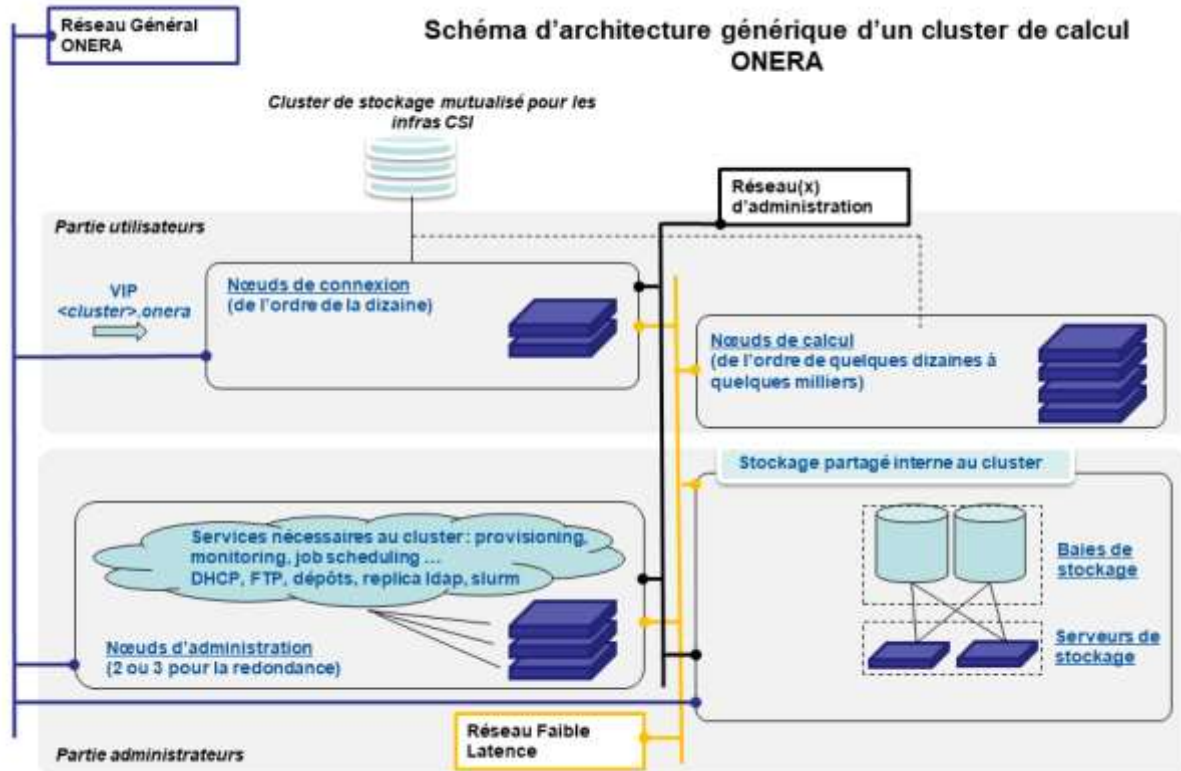 Réseau Général
ONERA
Schéma d'architecture générique d'un cluster de calcul
ONERA
Cluster de stockage mutualisé pour les
infras CSI
Réseau(x)
d'administration
Partie utilisateurs
VIP
<cluster>.onera
Nœuds de connexion
(de l'ordre de la dizaine)
Nœuds de calcul
(de l'ordre de quelques dizaines à
quelques milliers)
Stockage partagé interne au cluster
Services nécessaires au cluster : provisioning,
monitoring, job scheduling ...
DHCP, FTP, dépôts, replica ldap, slurm
Nœuds d'administration
(2 ou 3 pour la redondance)
Baies de
stockage
Serveurs de
stockage
Réseau Faible
Latence
Partie administrateurs